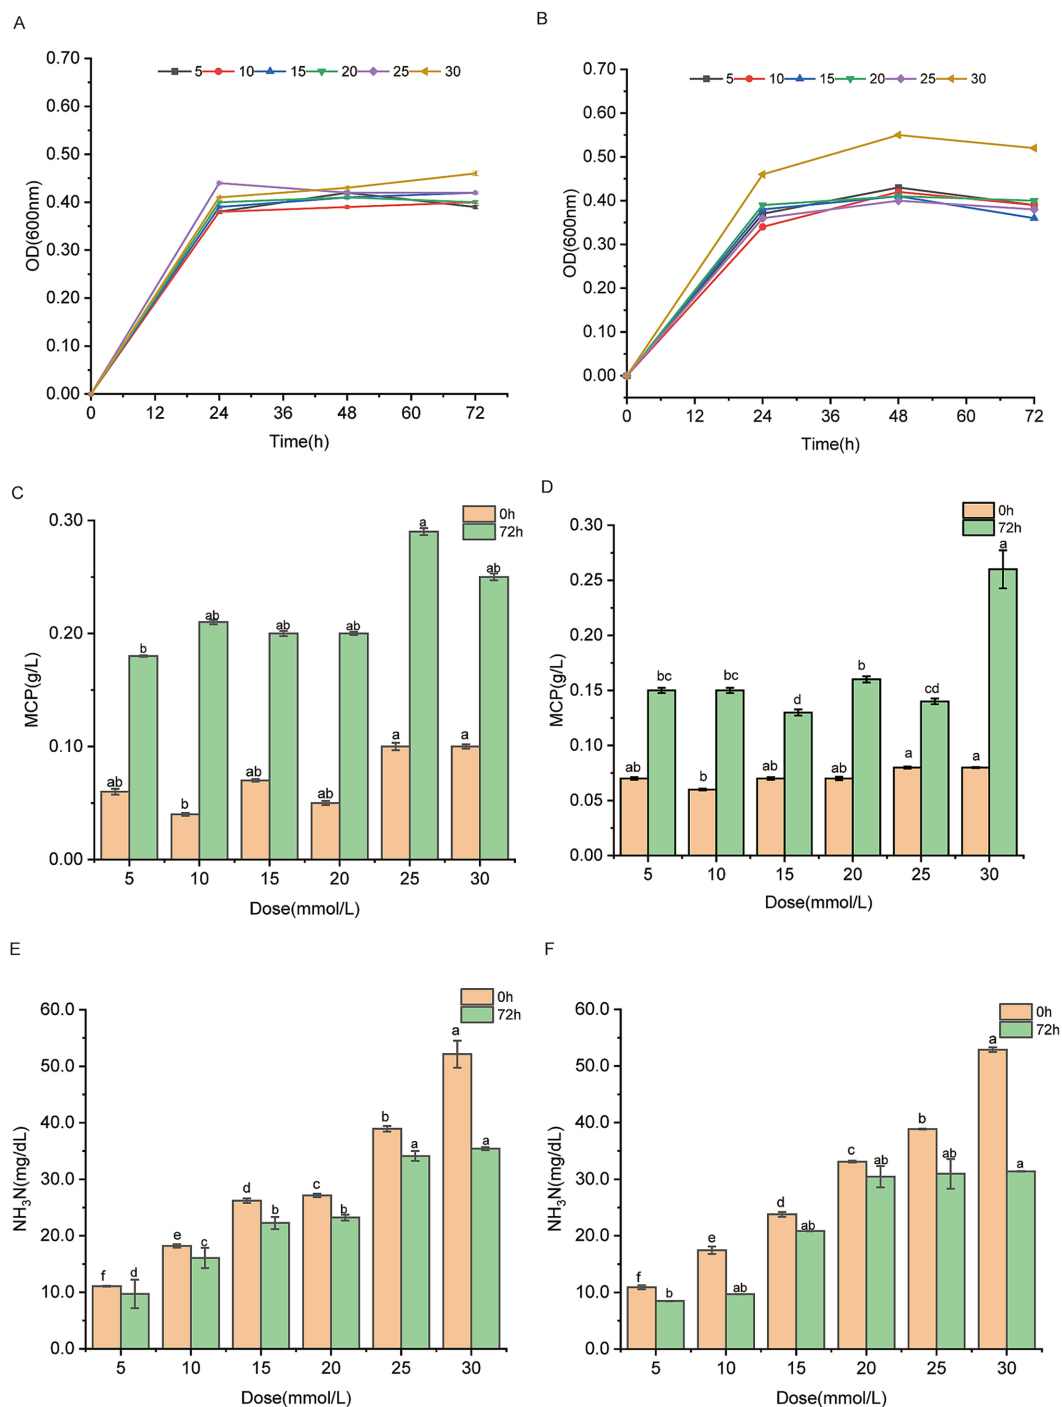 A
0.70
0.60
0.50
0.40
0.30
0.20
0.10
0.00
OD(600nm)
5 10 15 20 25 30
0 12 24 36 48 60 72
Time(h)
B
0.70
0.60
0.50
0.40
0.30
0.20
0.10
0.00
OD(600nm)
5 10 15 20 25 30
0 12 24 36 48 60 72
Time(h)
C
0h
72h
0.30
0.20
0.10
0.00
MCP(g/L)
ab b b ab ab ab ab ab a a a ab
5 10 15 20 25 30
Dose(mmol/L)
D
0h
72h
0.30
0.25
0.20
0.15
0.10
0.05
0.00
MCP(g/L)
ab bc b bc ab d ab b a cd a a
5 10 15 20 25 30
Dose(mmol/L)
E
0h
72h
60.0
50.0
40.0
30.0
20.0
10.0
0.0
NH3N(mg/dL)
f d e c d b c b b a a a
5 10 15 20 25 30
Dose(mmol/L)
F
0h
72h
60.0
50.0
40.0
30.0
20.0
10.0
0.0
NH3N(mg/dL)
f b e ab d ab c ab b ab a a
5 10 15 20 25 30
Dose(mmol/L)